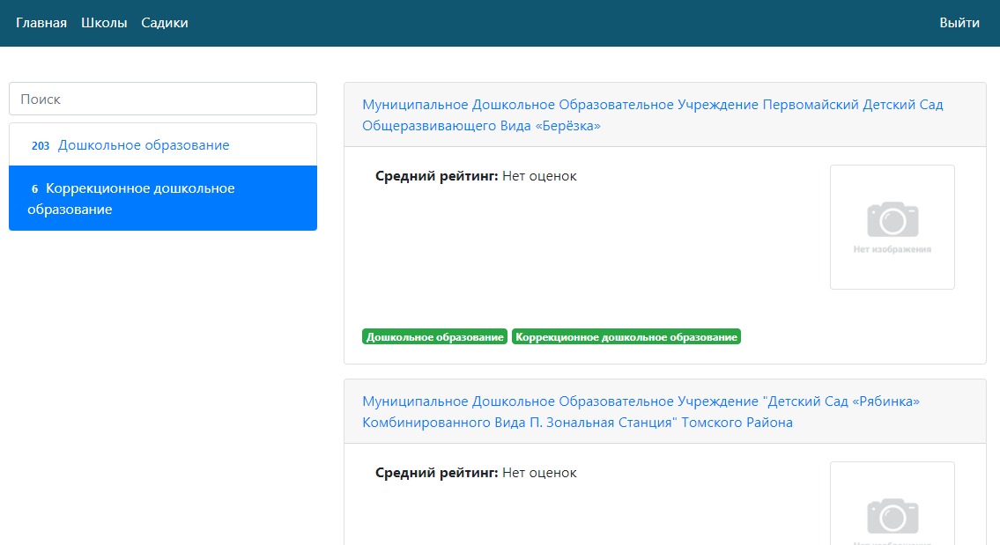 Главная Школы Садики Выйти
Поиск
203 Дошкольное образование
6 Коррекционное дошкольное
образование
Муниципальное Дошкольное Образовательное Учреждение Первомайский Детский Сад
Общеразвивающего Вида «Берёзка»
Средний рейтинг: Нет оценок
Нет изображения
Дошкольное образование Коррекционное дошкольное образование
Муниципальное Дошкольное Образовательное Учреждение "Детский Сад «Рябинка»
Комбинированного Вида П. Зональная Станция" Томского Района
Средний рейтинг: Нет оценок
Нет изображения